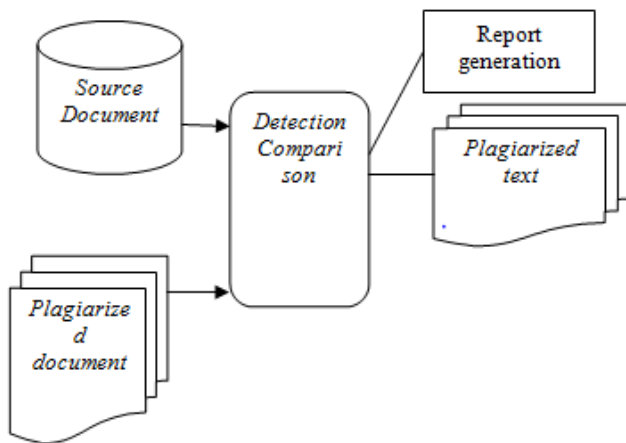 Source
Document
Detection
Compari
son
Report
generation
Plagiarized
text
Plagiarize
d
document